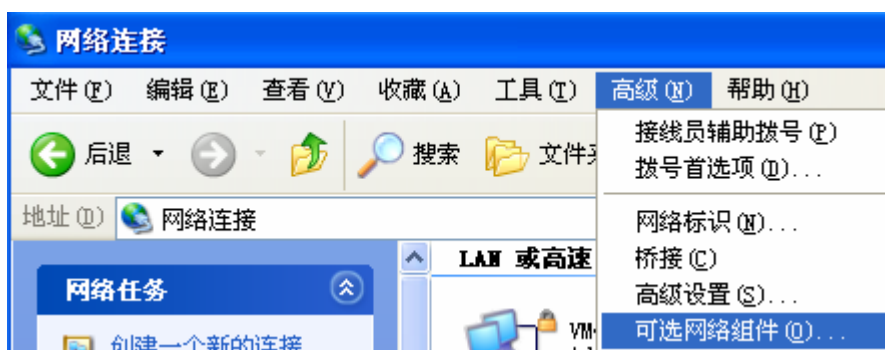 网络连接
文件(F) 编辑(E) 查看(V) 收藏(A) 工具(T) 高级(N) 帮助(H)
后退 搜索 文件夹
地址(D) 网络连接
接线员辅助拨号(P)
拨号首选项(D)...
网络标识(N)...
桥接(C)
高级设置(S)...
可选网络组件(O)...
网络任务
创建一个新的连接
LAN 或高速
VM